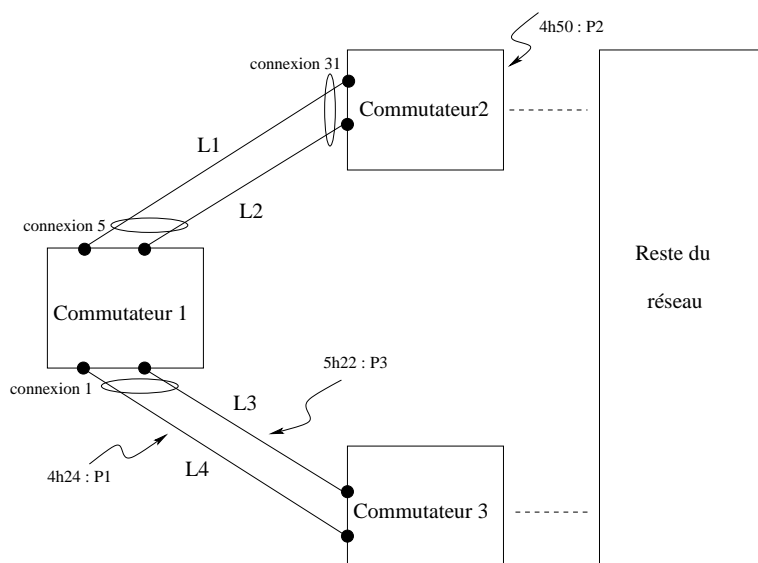 4h50 : P2
connexion 31
Commutateur2
L1
L2
connexion 5
Reste du
réseau
Commutateur 1
5h22 : P3
connexion 1
L3
L4
4h24 : P1
Commutateur 3